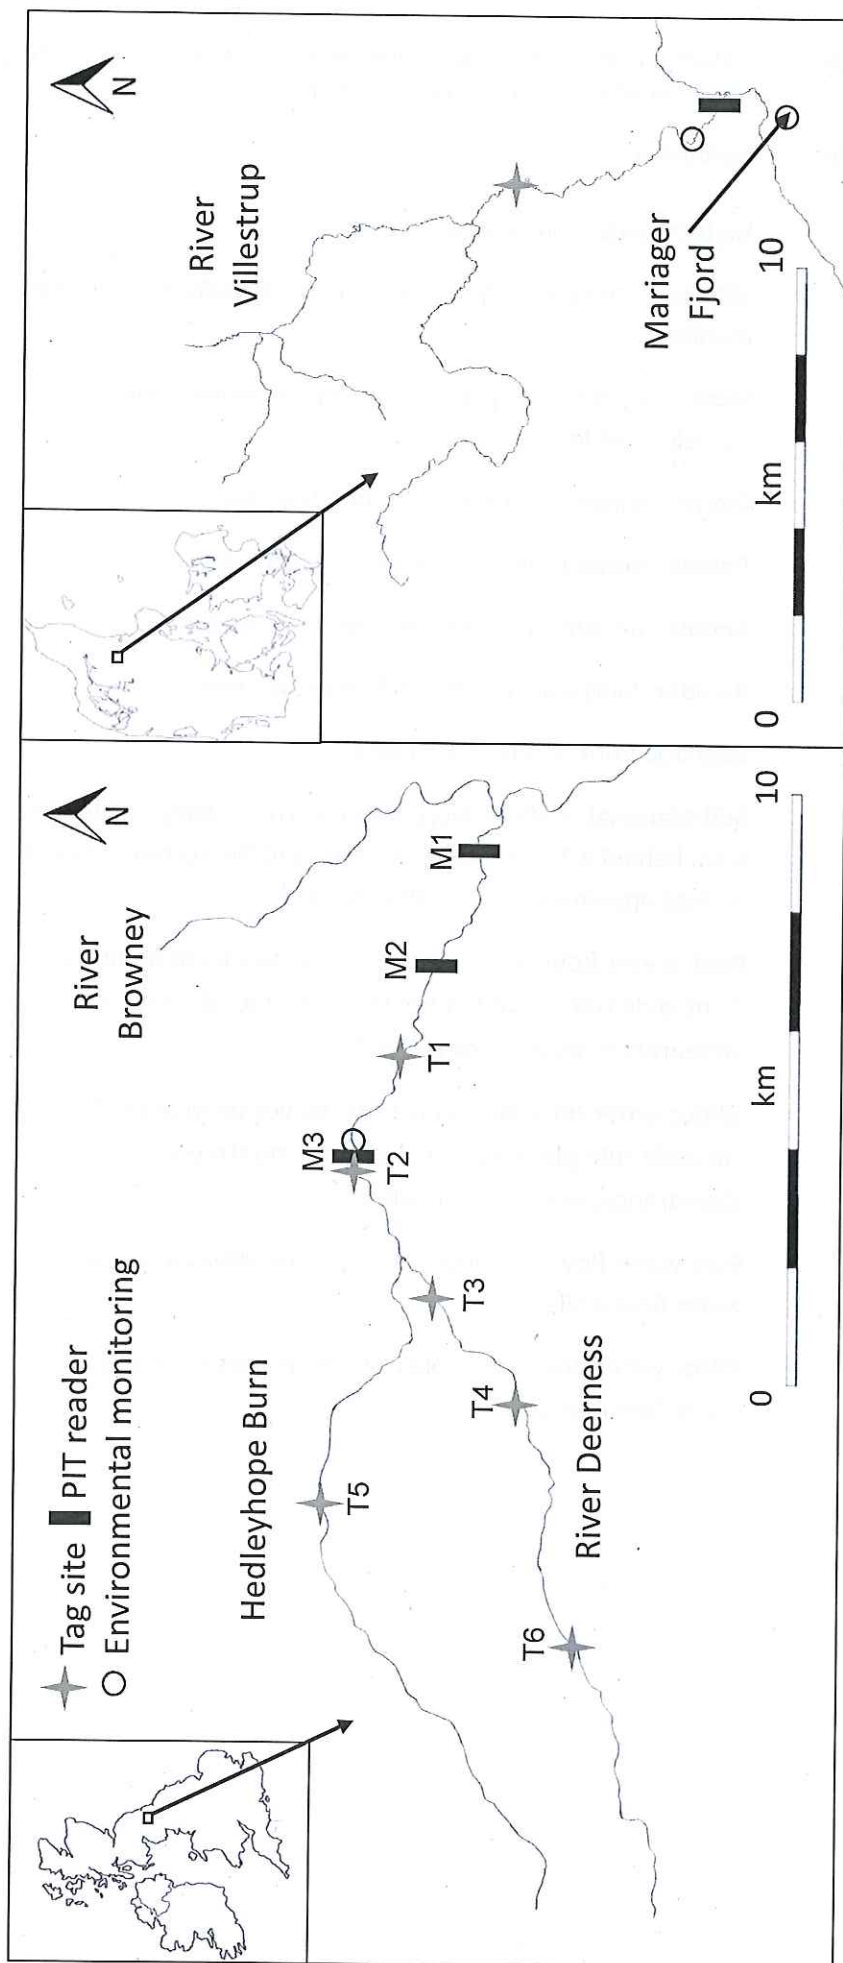 Tag site
PIT reader
Environmental monitoring
N
River
Browney
Hedleyhope Burn
M3
M2
M1
T2
T1
T5
T3
T4
T6
River Deerness
km
0
10
N
River
Villestrup
Mariager
Fjord
km
0
10